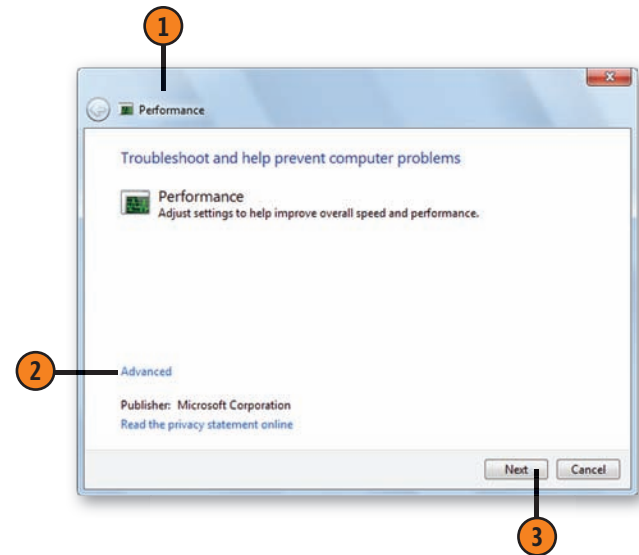 1
Performance
Troubleshoot and help prevent computer problems
Performance
Adjust settings to help improve overall speed and performance.
2
Advanced
Publisher: Microsoft Corporation
Read the privacy statement online
Next Cancel
3